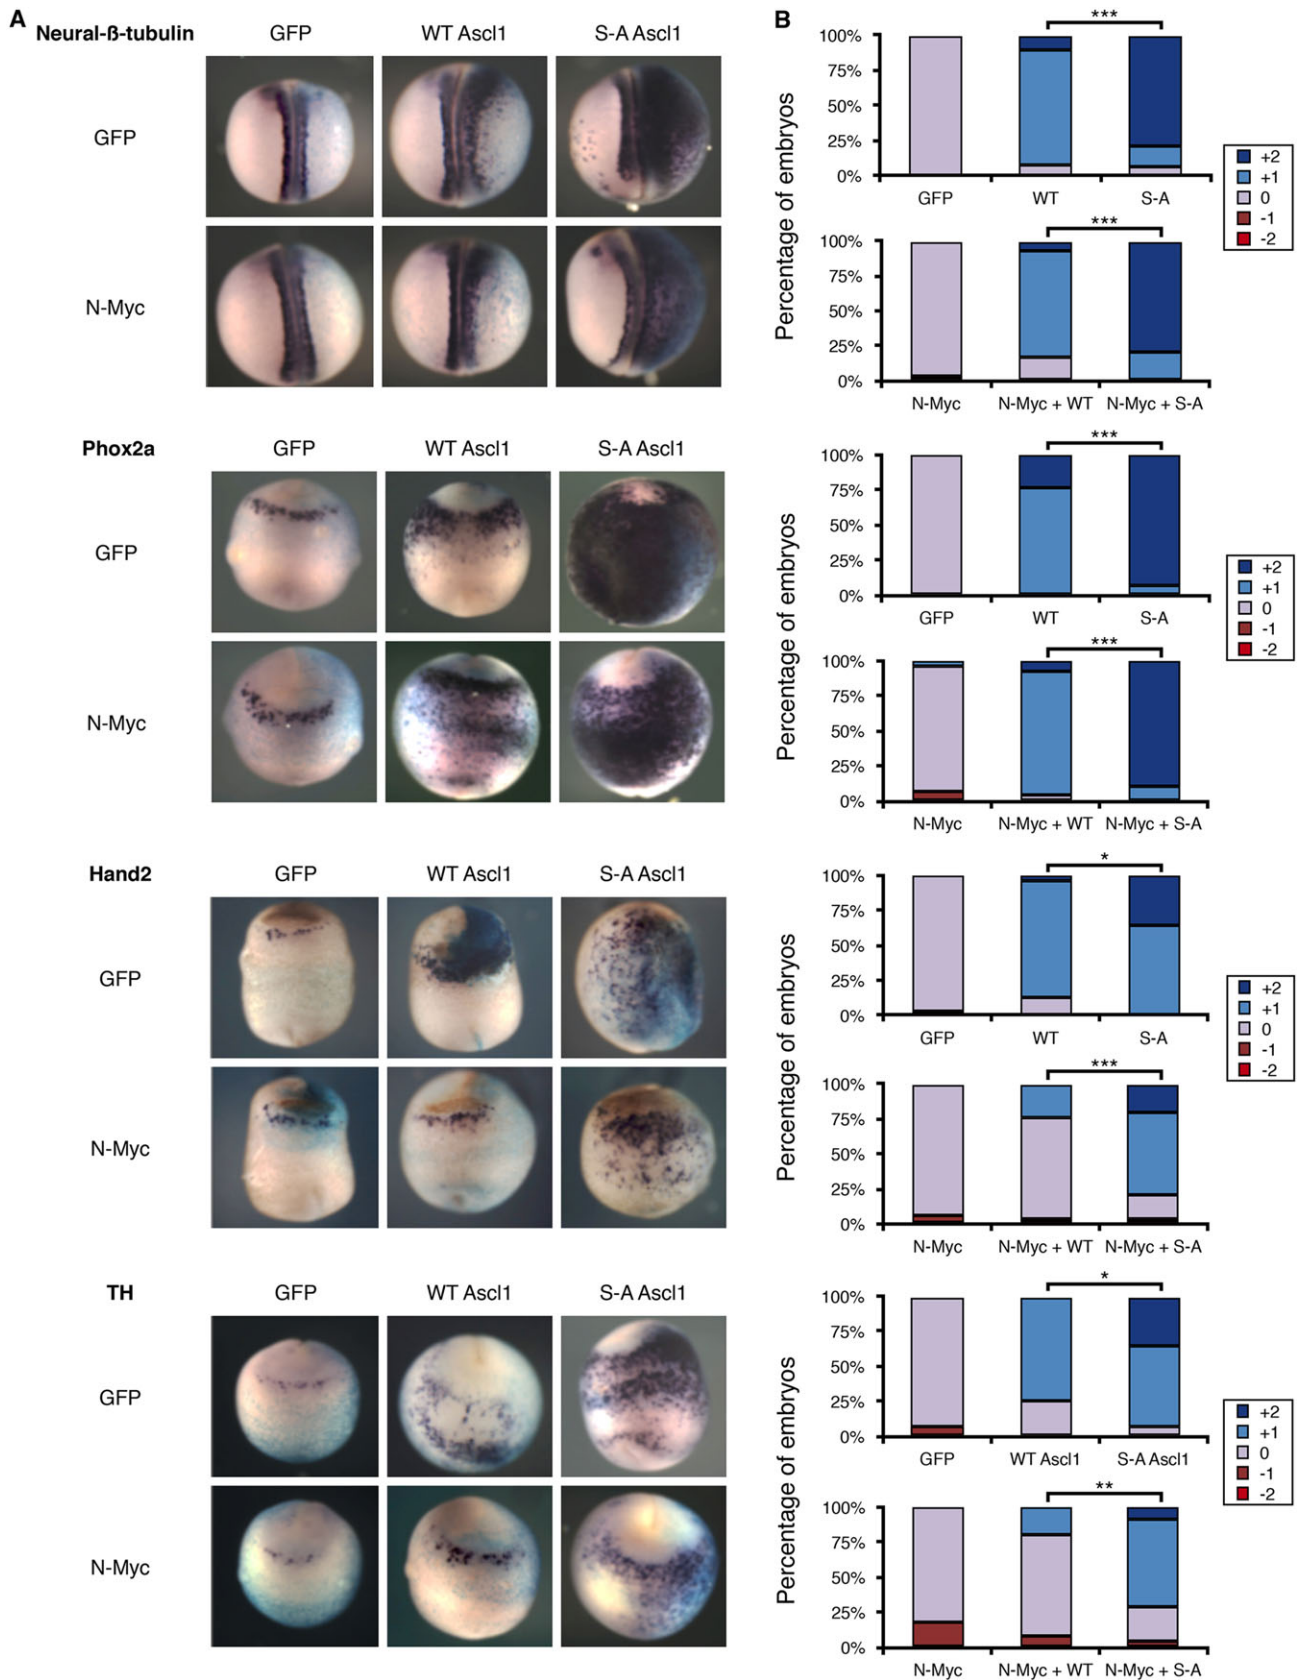 A
Neural-ß-tubulin GFP WT Ascl1 S-A Ascl1
GFP
N-Myc
Phox2a GFP WT Ascl1 S-A Ascl1
GFP
N-Myc
Hand2 GFP WT Ascl1 S-A Ascl1
GFP
N-Myc
TH GFP WT Ascl1 S-A Ascl1
GFP
N-Myc
B
Percentage of embryos
***
100%
75%
50%
25%
0%
GFP WT S-A
***
100%
75%
50%
25%
0%
N-Myc N-Myc + WT N-Myc + S-A
+2
+1
0
-1
-2
Percentage of embryos
***
100%
75%
50%
25%
0%
GFP WT S-A
***
100%
75%
50%
25%
0%
N-Myc N-Myc + WT N-Myc + S-A
+2
+1
0
-1
-2
Percentage of embryos
*
100%
75%
50%
25%
0%
GFP WT S-A
***
100%
75%
50%
25%
0%
N-Myc N-Myc + WT N-Myc + S-A
+2
+1
0
-1
-2
Percentage of embryos
*
100%
75%
50%
25%
0%
GFP WT Ascl1 S-A Ascl1
**
100%
75%
50%
25%
0%
N-Myc N-Myc + WT N-Myc + S-A
+2
+1
0
-1
-2